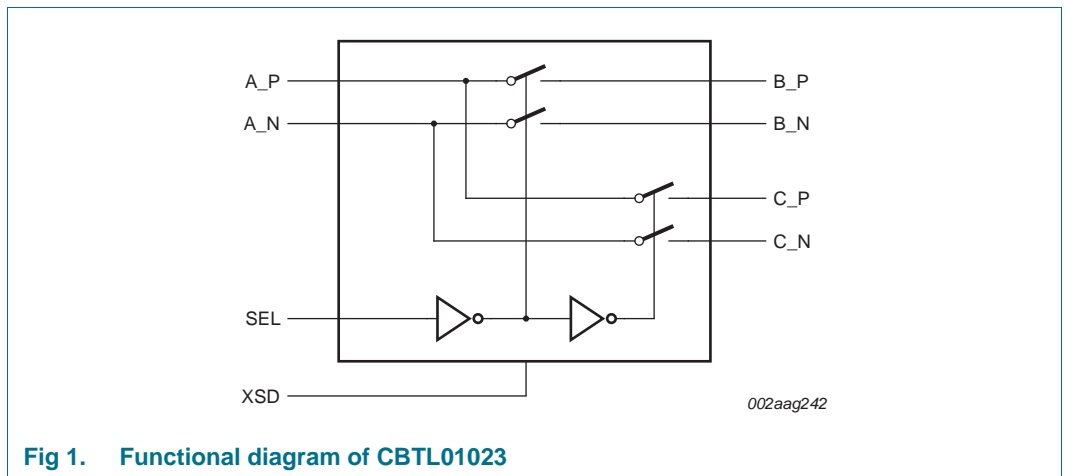 A_P
B_P
A_N
B_N
C_P
C_N
SEL
XSD
002aag242
Fig 1. Functional diagram of CBTL01023